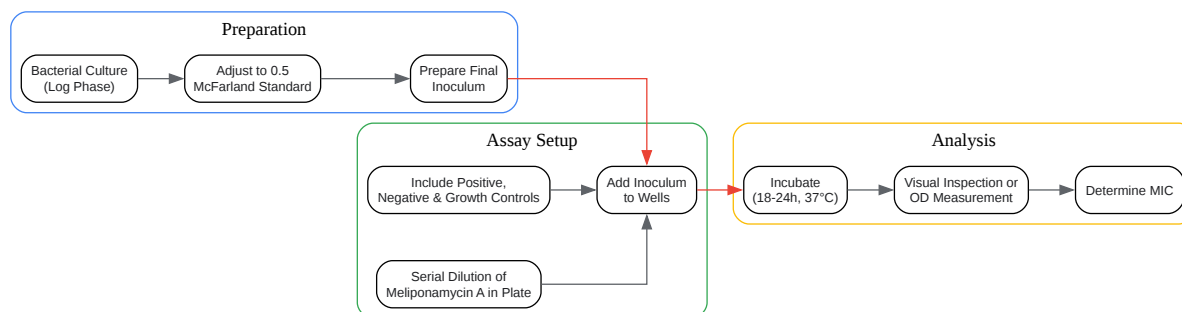 Preparation
Bacterial Culture
(Log Phase)
Adjust to 0.5
McFarland Standard
Prepare Final
Inoculum
Assay Setup
Include Positive,
Negative & Growth Controls
Add Inoculum
to Wells
Serial Dilution of
Meliponamycin A in Plate
Analysis
Incubate
(18-24h, 37°C)
Visual Inspection or
OD Measurement
Determine MIC